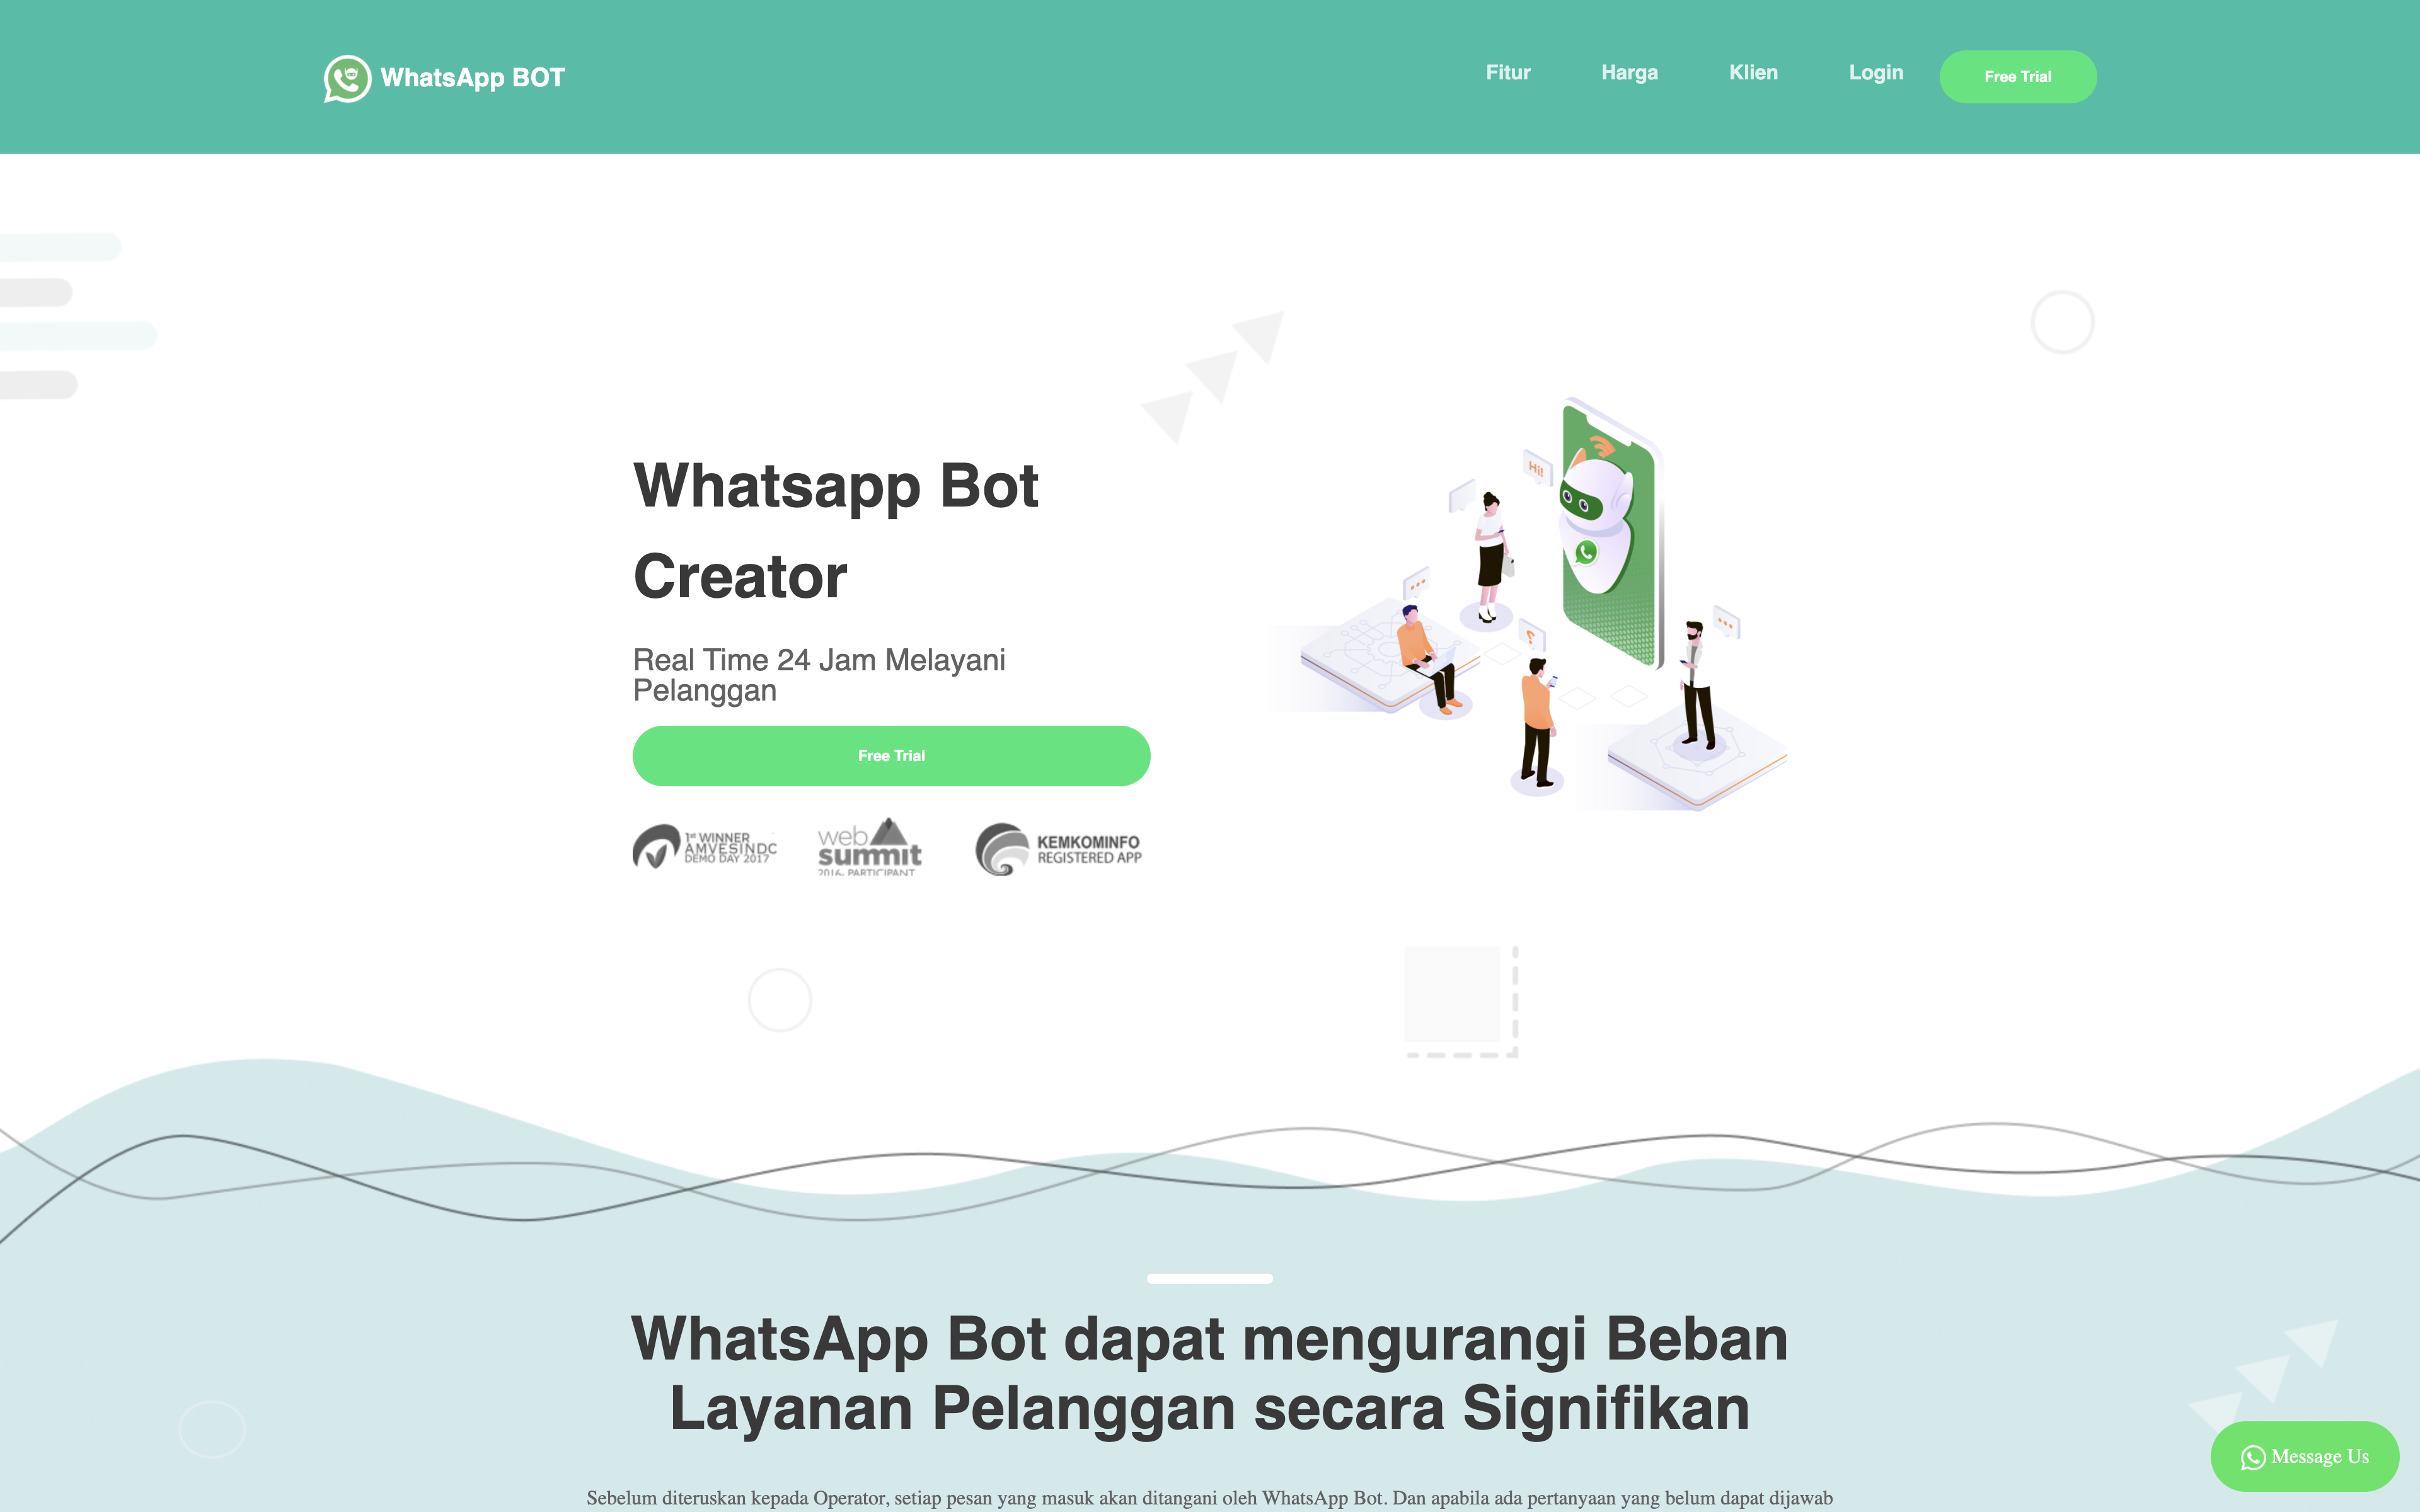 WhatsApp BOT
Fitur
Harga
Klien
Login
Free Trial
Whatsapp Bot
Creator
Real Time 24 Jam Melayani
Pelanggan
Free Trial
1st WINNER
AMVESINDO
DEMO DAY 2017
web
summit
2016 PARTICIPANT
KEMKOMINFO
REGISTERED APP
Hi!
?
WhatsApp Bot dapat mengurangi Beban
Layanan Pelanggan secara Signifikan
Sebelum diteruskan kepada Operator, setiap pesan yang masuk akan ditangani oleh WhatsApp Bot. Dan apabila ada pertanyaan yang belum dapat dijawab
Message Us